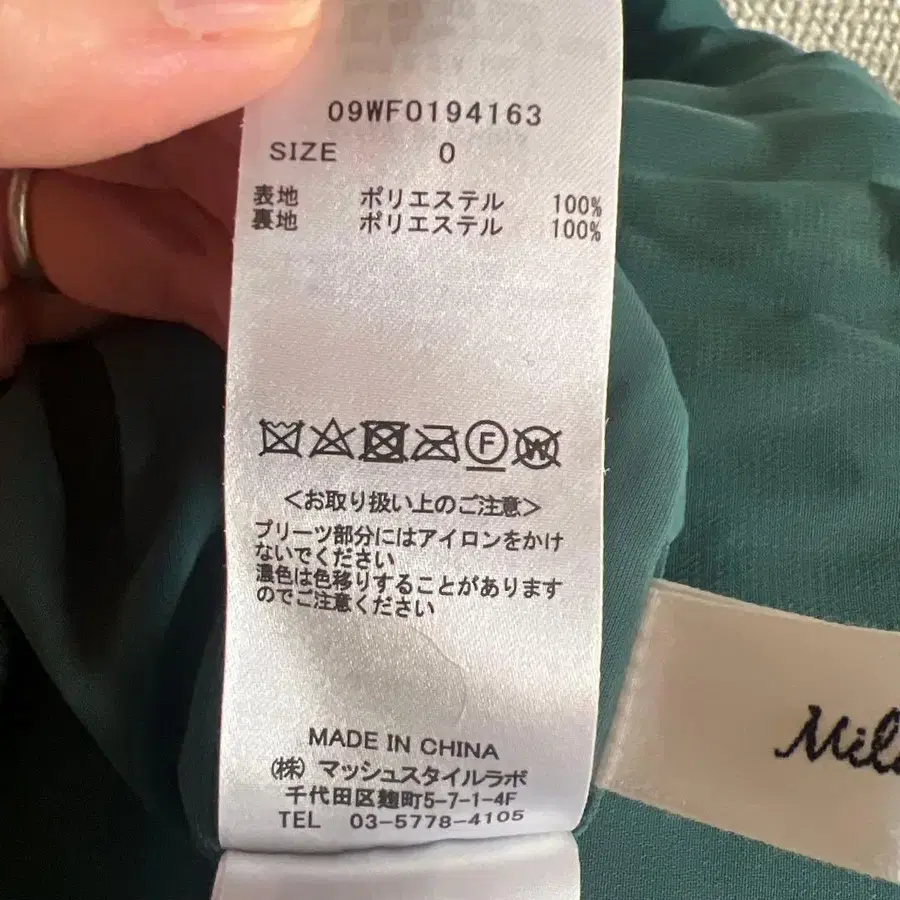 09WF0194163
SIZE 0
表地 ポリエステル 100%
裏地 ポリエステル 100%
F W
<お取り扱い上のご注意>
プリーツ部分にはアイロンをかけ
ないでください
濃色は色移りすることがあります
のでご注意ください
MADE IN CHINA
(株) マッシュスタイルラボ
千代田区麹町5-7-1-4F
TEL 03-5778-4105
Mil